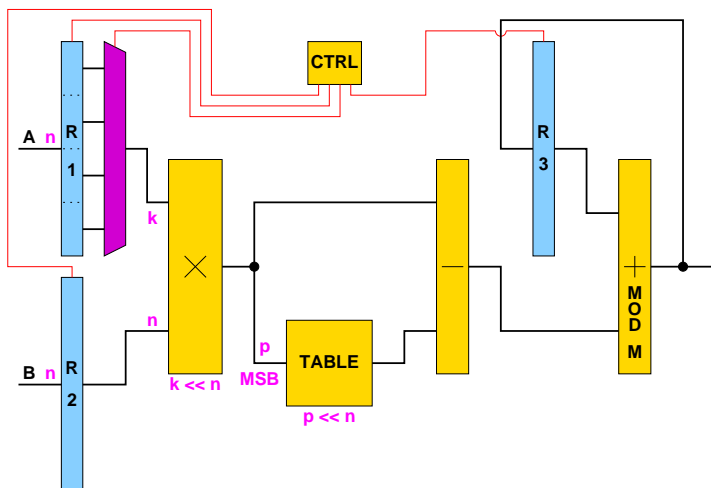 CTRL
A n
R
1
k
R
3
×
n
B n
R
2
k << n
p
MSB
TABLE
p << n
−
+
MOD M